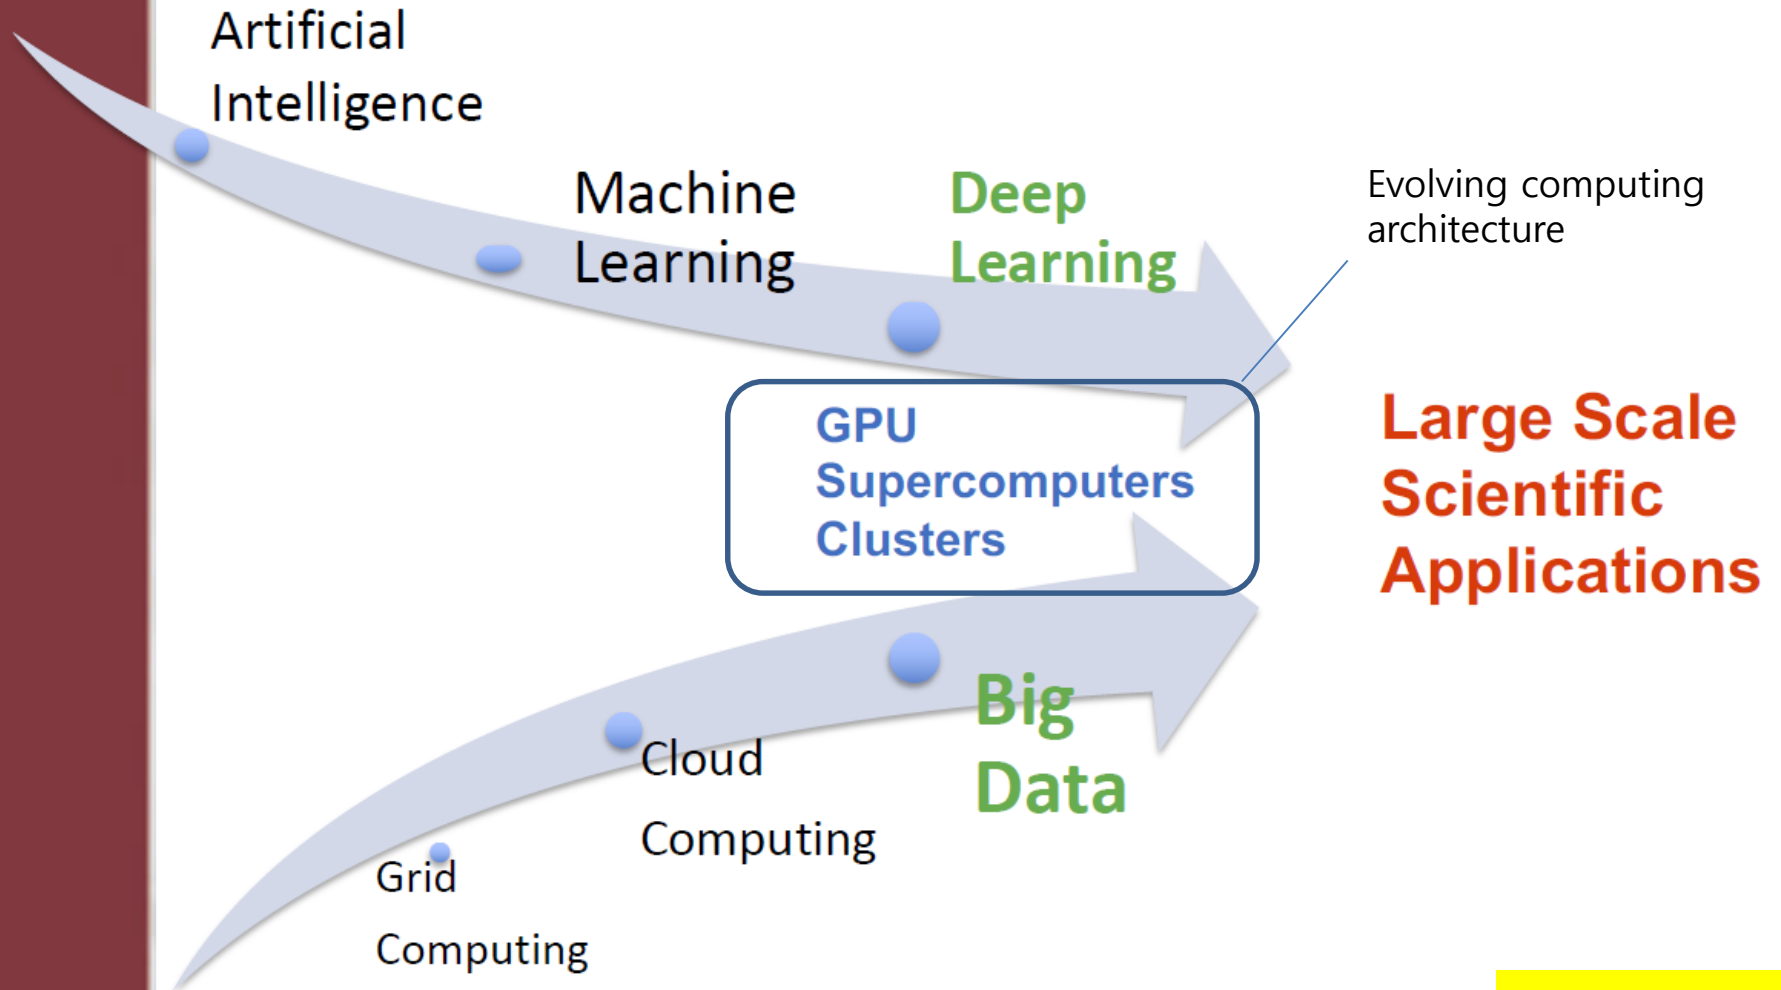 Artificial
Intelligence
Machine
Learning
Deep
Learning
Evolving computing
architecture
GPU
Supercomputers
Clusters
Large Scale
Scientific
Applications
Big
Data
Cloud
Computing
Grid
Computing